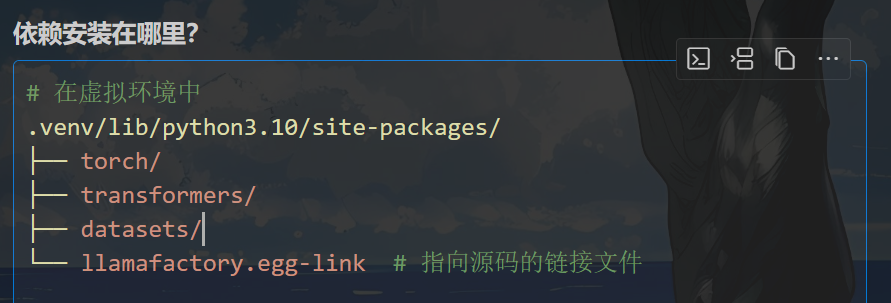 依赖安装在哪里?
# 在虚拟环境中
.venv/lib/python3.10/site-packages/
├── torch/
├── transformers/
├── datasets/
└── llamafactory.egg-link  # 指向源码的链接文件